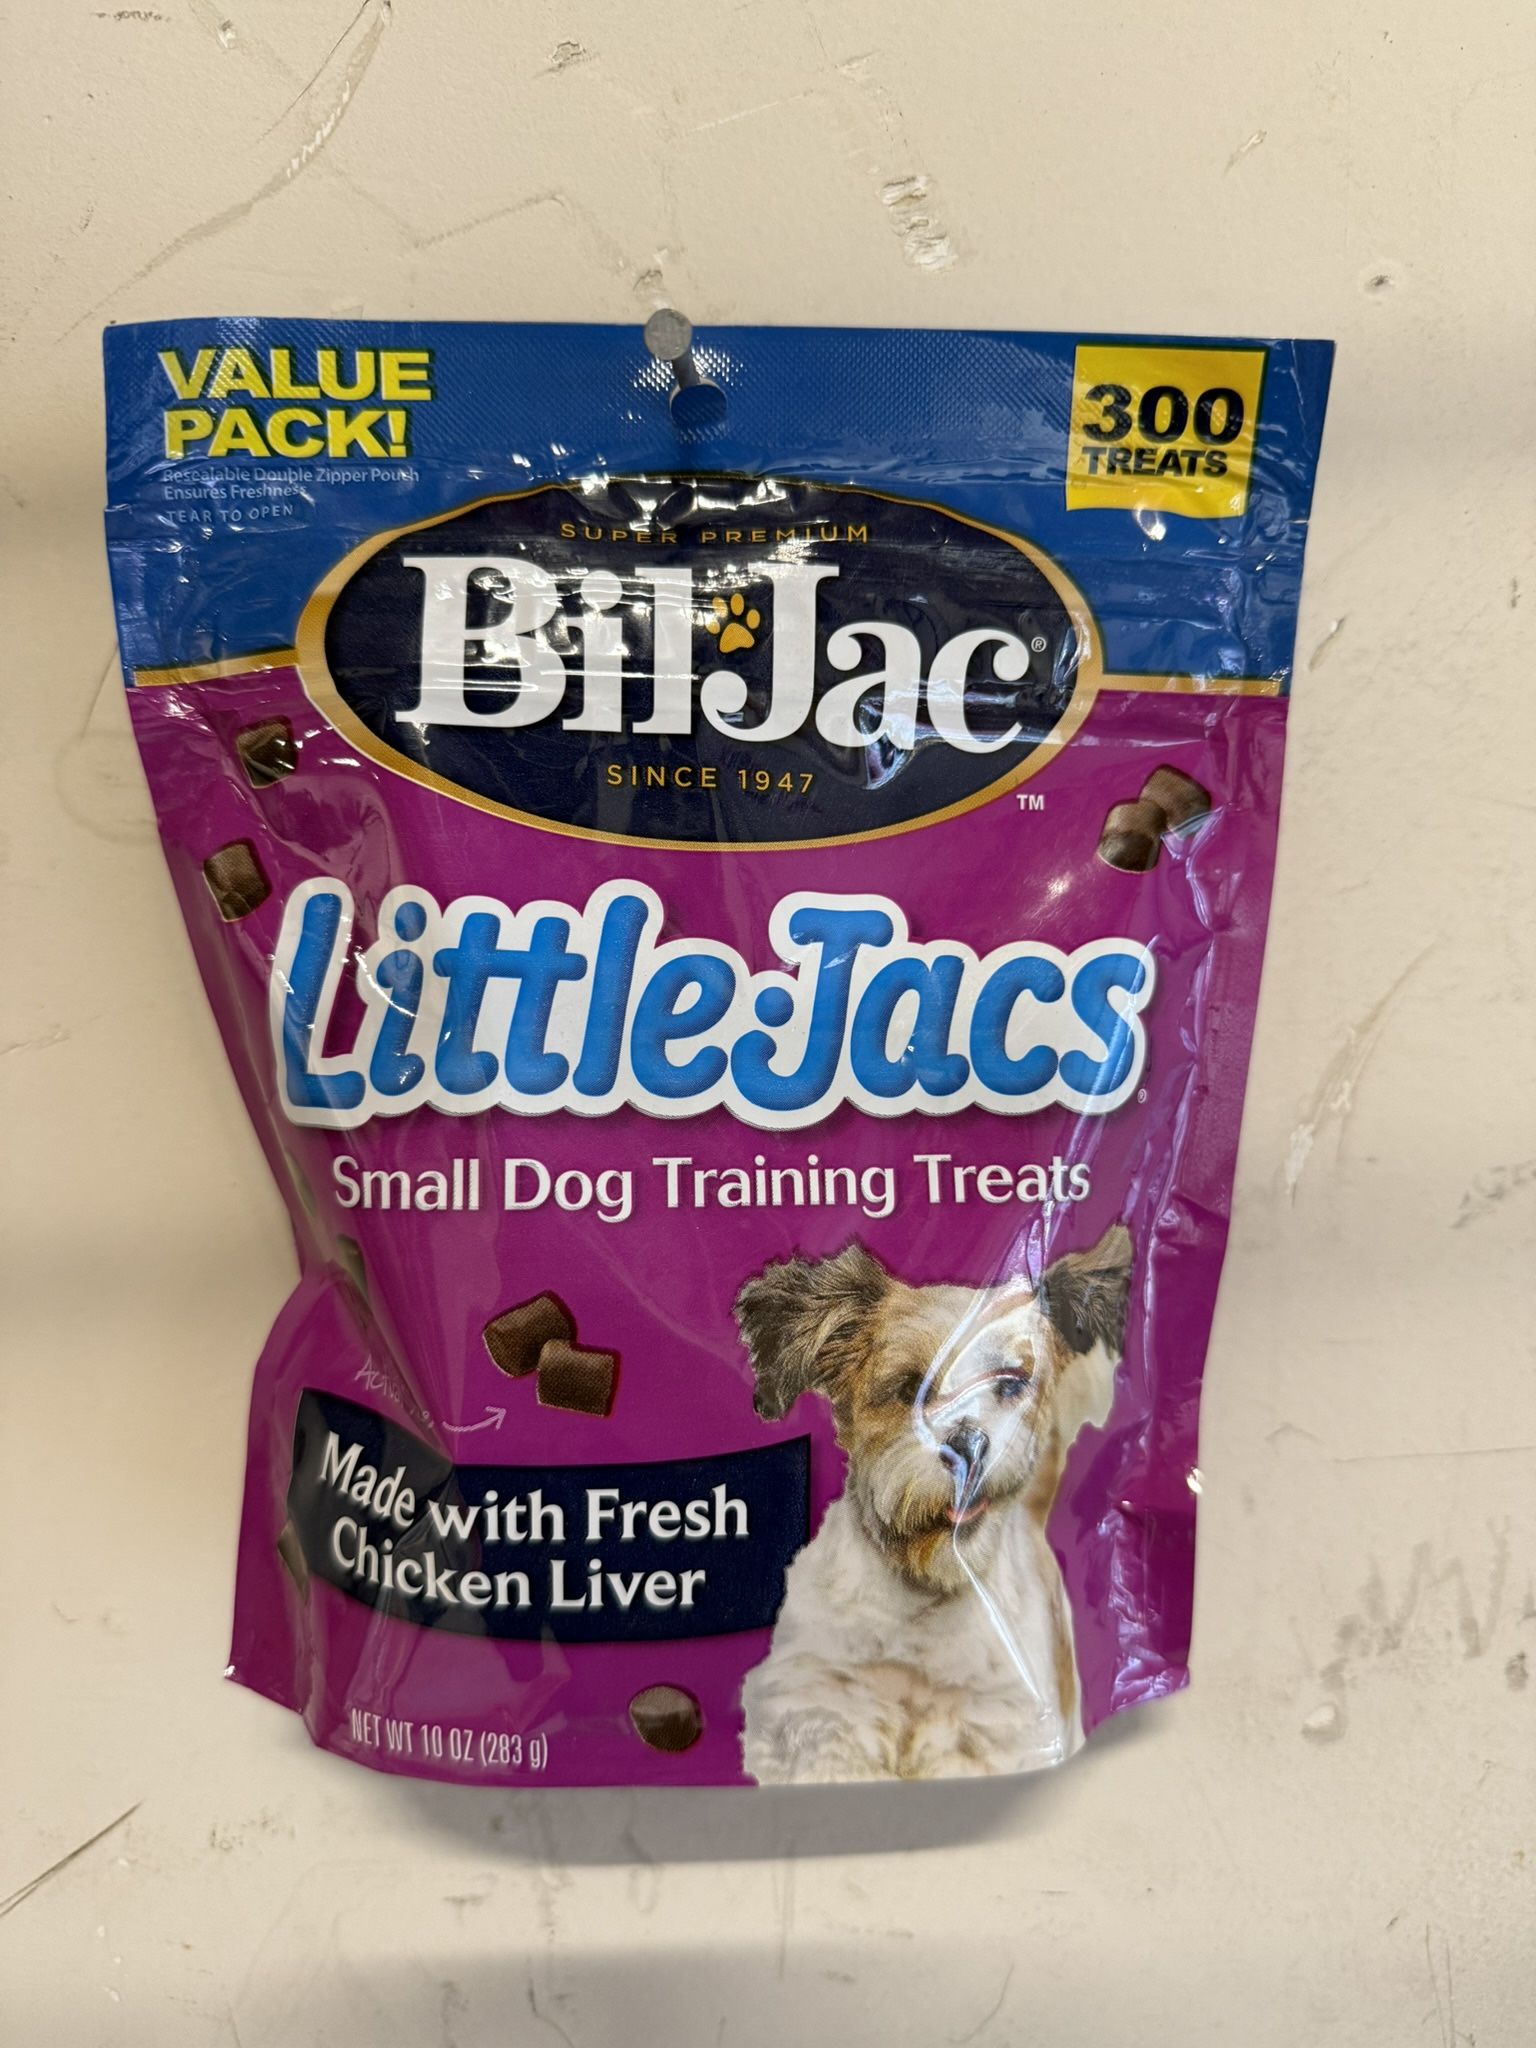 VALUE
PACK!
Resealable Double Zipper Pouch
Ensures Freshness
TEAR TO OPEN
300
TREATS
SUPER PREMIUM
Bil Jac®
SINCE 1947
™
Little•Jacs®
Small Dog Training Treats
Made with Fresh
Chicken Liver
NET WT 10 OZ (283 g)